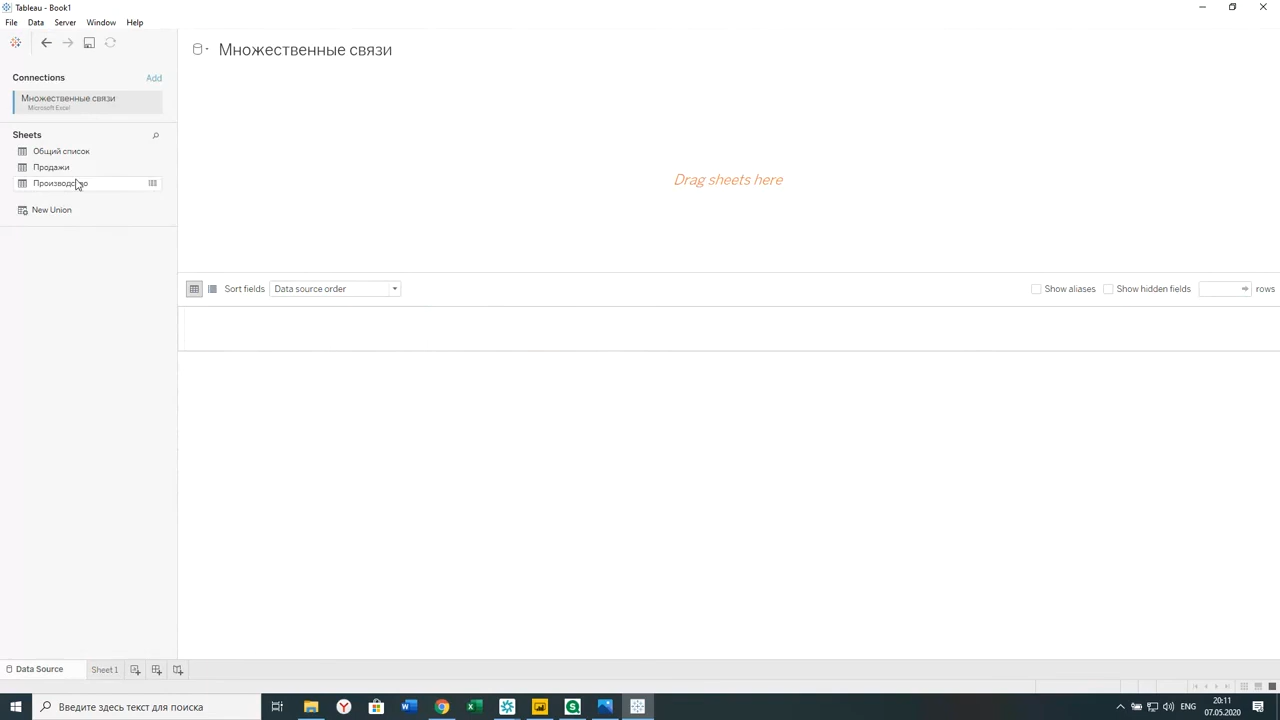 Tableau - Book1
File Data Server Window Help
Множественные связи
Connections Add
Множественные связи
Microsoft Excel
Sheets
Общий список
Продажи
Производство
New Union
Drag sheets here
Sort fields Data source order Show aliases Show hidden fields rows
Data Source Sheet 1
Введите здесь текст для поиска
ENG
20:11
07.05.2020